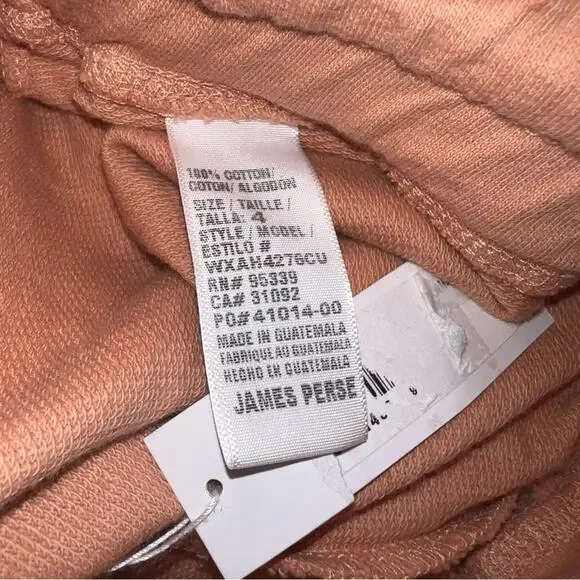 100% COTTON/
COTON/ ALGODON
SIZE / TAILLE /
TALLA: 4
STYLE / MODEL /
ESTILO #
WXAH4276CU
RN# 95339
CA# 31092
PO# 41014-00
MADE IN GUATEMALA
FABRIQUE AU GUATEMALA
HECHO EN GUATEMALA
JAMES PERSE